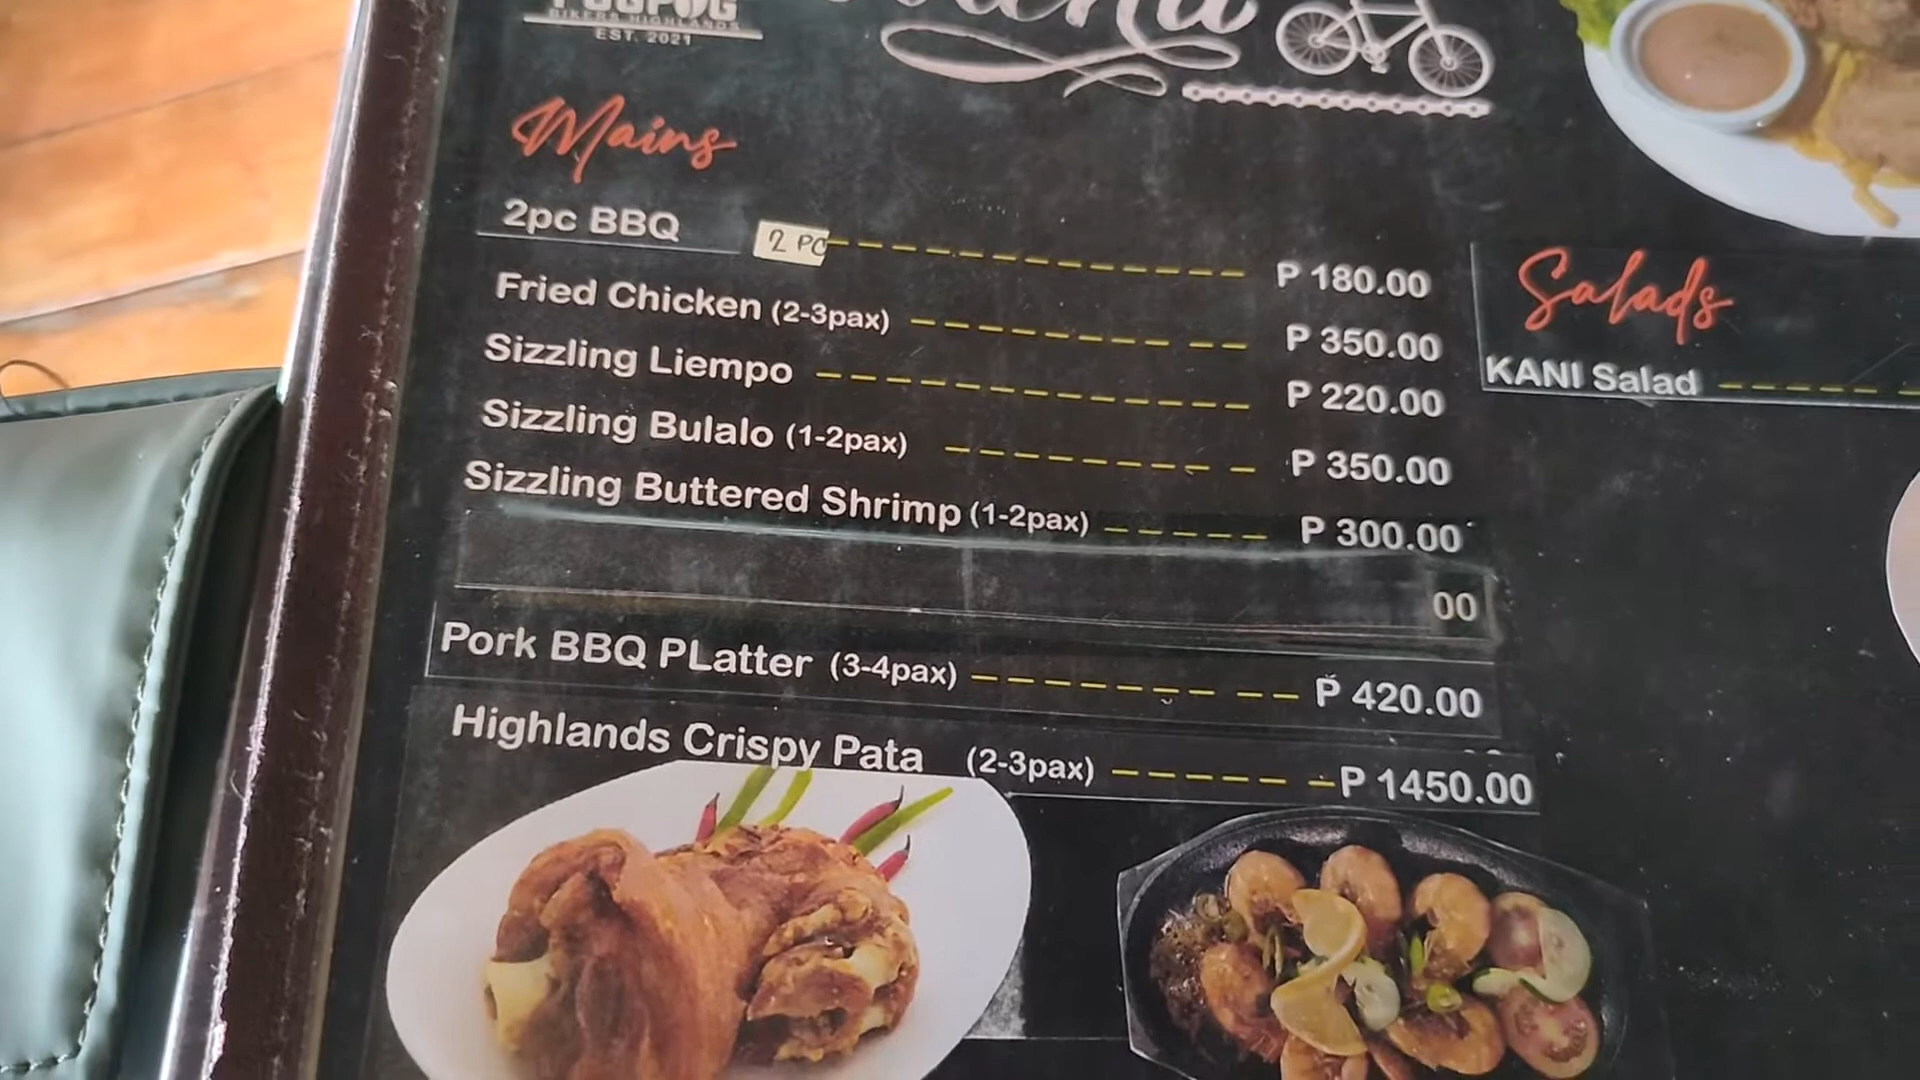 BIKERS HIGHLANDS
EST. 2021
Mains
2pc BBQ 2 PC P 180.00
Fried Chicken (2-3pax) P 350.00
Sizzling Liempo P 220.00
Sizzling Bulalo (1-2pax) P 350.00
Sizzling Buttered Shrimp (1-2pax) P 300.00
00
Pork BBQ PLatter (3-4pax) P 420.00
Highlands Crispy Pata (2-3pax) P 1450.00
Salads
KANI Salad